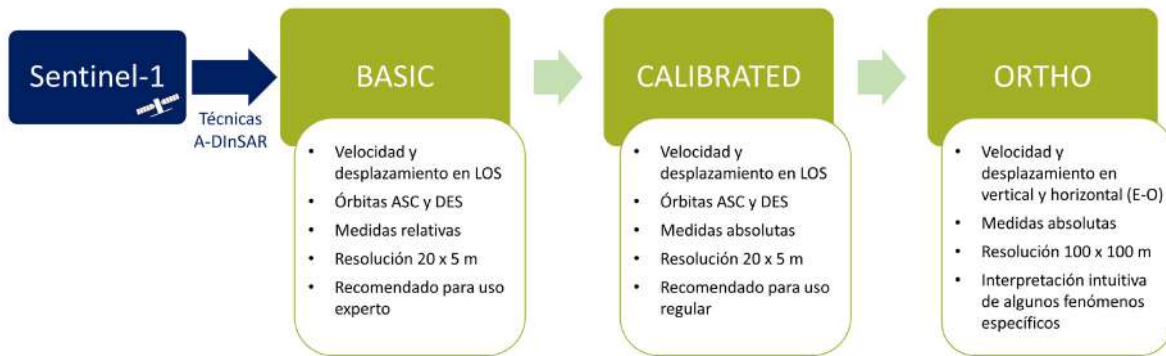 Sentinel-1
Técnicas
A-DInSAR
BASIC
• Velocidad y
desplazamiento en LOS
• Órbitas ASC y DES
• Medidas relativas
• Resolución 20 x 5 m
• Recomendado para uso
experto
CALIBRATED
• Velocidad y
desplazamiento en LOS
• Órbitas ASC y DES
• Medidas absolutas
• Resolución 20 x 5 m
• Recomendado para uso
regular
ORTHO
• Velocidad y
desplazamiento en
vertical y horizontal (E-O)
• Medidas absolutas
• Resolución 100 x 100 m
• Interpretación intuitiva
de algunos fenómenos
específicos